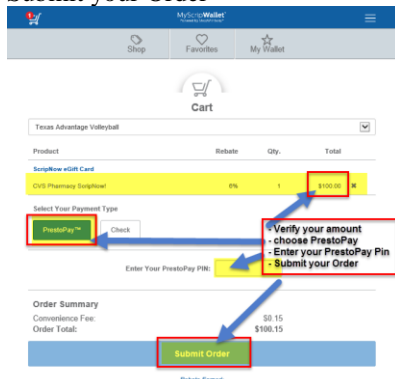 Submit your Order
MyScripWallet
Shop
Favorites
My Wallet
Cart
Texas Advantage Volleyball
Product Rebate Qty. Total
ScripNow eGift Card
CVS Pharmacy ScripNow! 6% 1 $100.00 ✖
Select Your Payment Type
PrestoPay™ Check
- Verify your amount
- choose PrestoPay
- Enter your PrestoPay Pin
- Submit your Order
Enter Your PrestoPay PIN:
Order Summary
Convenience Fee: $0.15
Order Total: $100.15
Submit Order